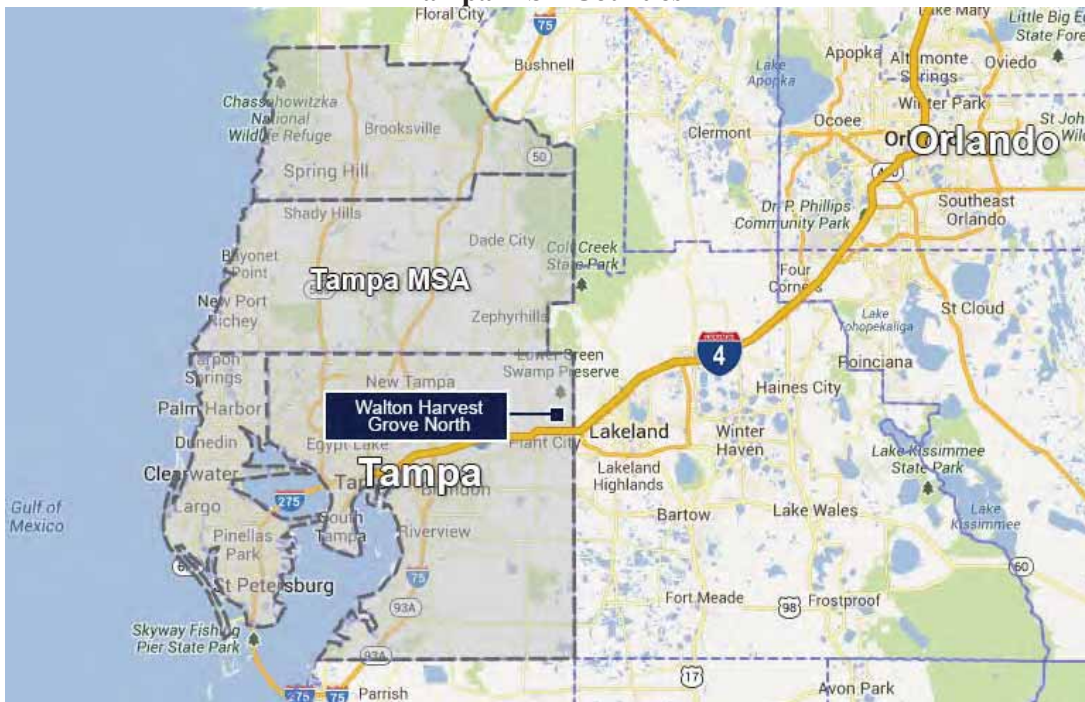 Floral City
75
Bushnell
Lake Mary
Little Big E
State Fore
Apopka
Altamonte
Springs
Oviedo
Lake
Apopka
Winter Park
Ocoee
Clermont
Orlando
St John
Wild
Chassahowitzka
National
Wildlife Refuge
Brooksville
50
Spring Hill
Shady Hills
Dr. P. Phillips
Community Park
Southeast
Orlando
Dade City
Colt Creek
State Park
Bayonet
Point
Tampa MSA
Four
Corners
St Cloud
New Port
Richey
Zephyrhills
Lake
Tohopekaliga
Poinciana
4
Lower Green
Swamp Preserve
Tarpon
Springs
New Tampa
Haines City
Palm Harbor
Walton Harvest
Grove North
Dunedin
Egypt Lake
Plant City
Lakeland
Winter
Haven
Lake Kissimmee
State Park
Clearwater
Tampa
Brandon
Lakeland
Highlands
Largo
275
Gulf of
Mexico
South
Tampa
Riverview
Bartow
Lake Wales
Lake
Kissimmee
Pinellas
Park
75
60
St Petersburg
93A
Fort Meade
98
Frostproof
Skyway Fishing
Pier State Park
93A
17
275
75
Parrish
Avon Park